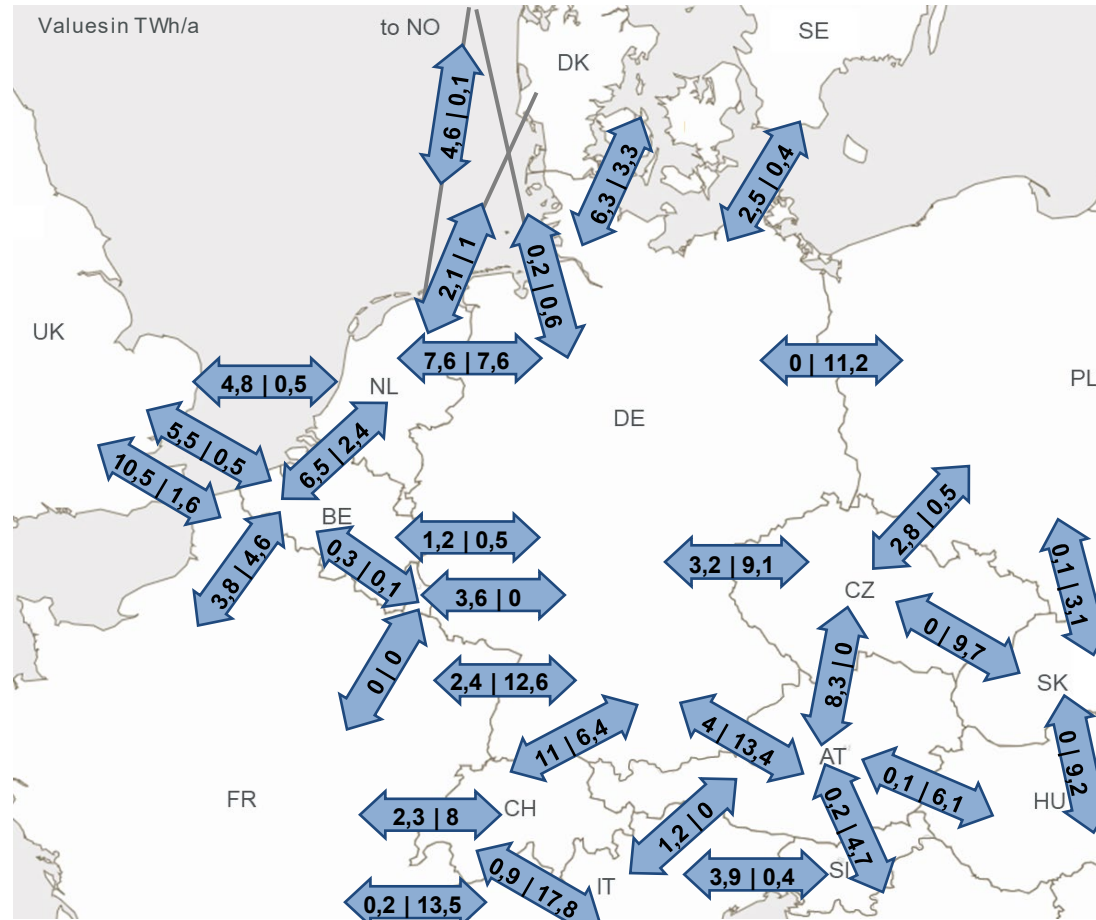 Values in TWh/a
to NO
SE
DK
4,6 | 0,1
6,3 | 3,3
2,5 | 0,4
2,1 | 1
0,2 | 0,6
UK
7,6 | 7,6
0 | 11,2
4,8 | 0,5
NL
PL
DE
5,5 | 0,5
6,5 | 2,4
10,5 | 1,6
BE
2,8 | 0,5
1,2 | 0,5
3,8 | 4,6
0,3 | 0,1
3,2 | 9,1
0,1 | 3,1
3,6 | 0
CZ
0 | 9,7
0 | 0
8,3 | 0
2,4 | 12,6
SK
11 | 6,4
4 | 13,4
AT
0 | 9,2
0,1 | 6,1
FR
CH
HU
2,3 | 8
1,2 | 0
0,2 | 4,7
0,9 | 17,8
IT
3,9 | 0,4
SI
0,2 | 13,5